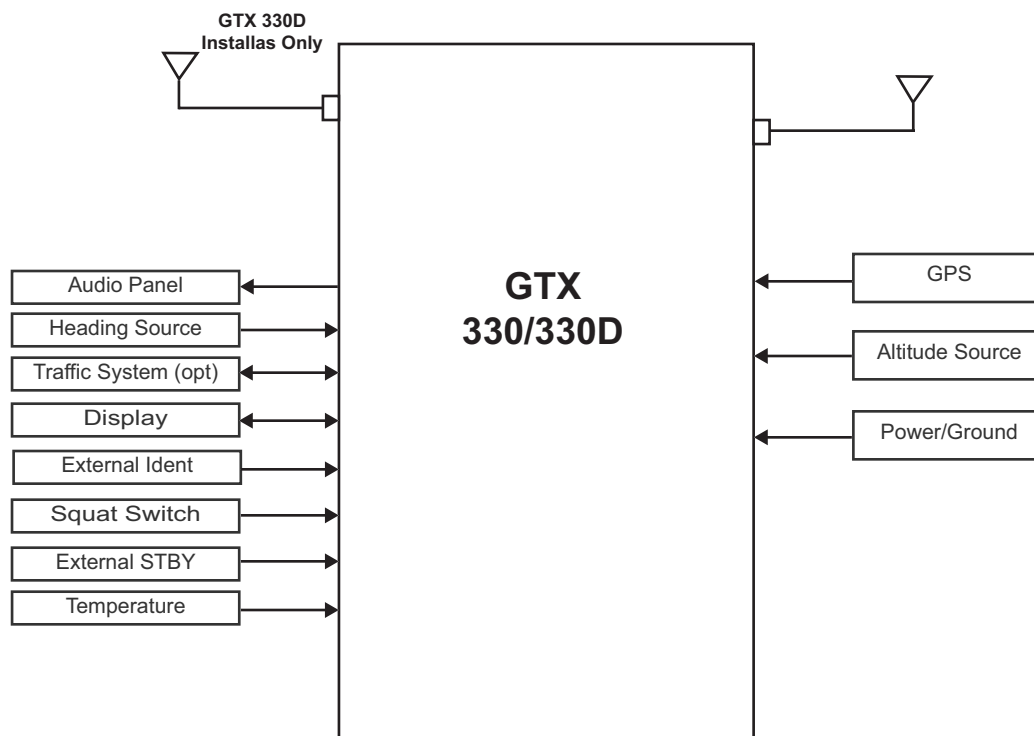 GTX 330D
Installas Only
GTX
330/330D
Audio Panel
Heading Source
Traffic System (opt)
Display
External Ident
Squat Switch
External STBY
Temperature
GPS
Altitude Source
Power/Ground